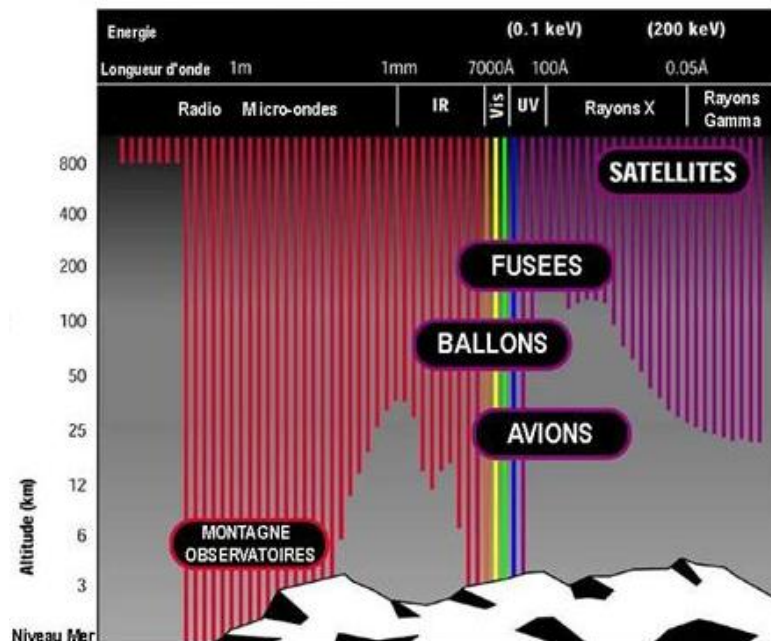 Energie (0.1 keV) (200 keV)
Longueur d'onde 1m 1mm 7000Å 100Å 0.05Å
Radio Micro-ondes IR Vis UV Rayons X Rayons Gamma
800
SATELLITES
400
FUSEES
200
100
BALLONS
50
25
AVIONS
12
6
MONTAGNE
OBSERVATOIRES
3
Altitude (km)
Niveau Mer